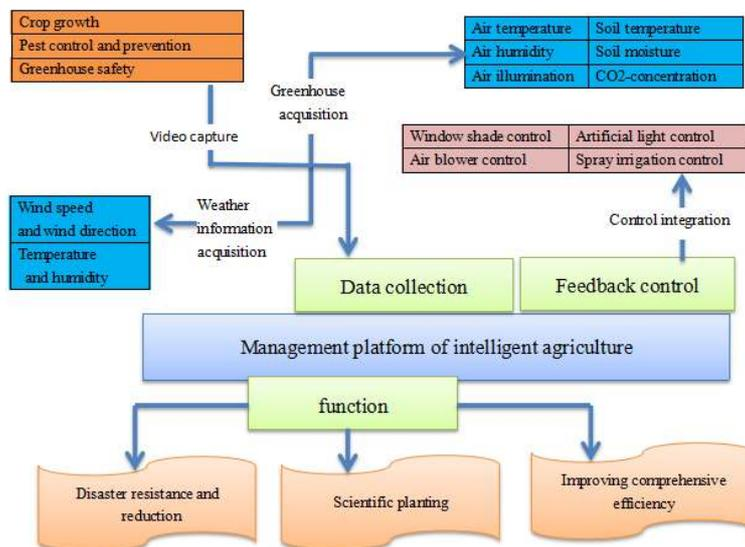 Crop growth
Pest control and prevention
Greenhouse safety
Air temperature
Soil temperature
Air humidity
Soil moisture
Air illumination
CO2-concentration
Greenhouse
acquisition
Video capture
Window shade control
Artificial light control
Air blower control
Spray irrigation control
Wind speed
and wind direction
Temperature
and humidity
Weather
information
acquisition
Control integration
Data collection
Feedback control
Management platform of intelligent agriculture
function
Disaster resistance and
reduction
Scientific planting
Improving comprehensive
efficiency